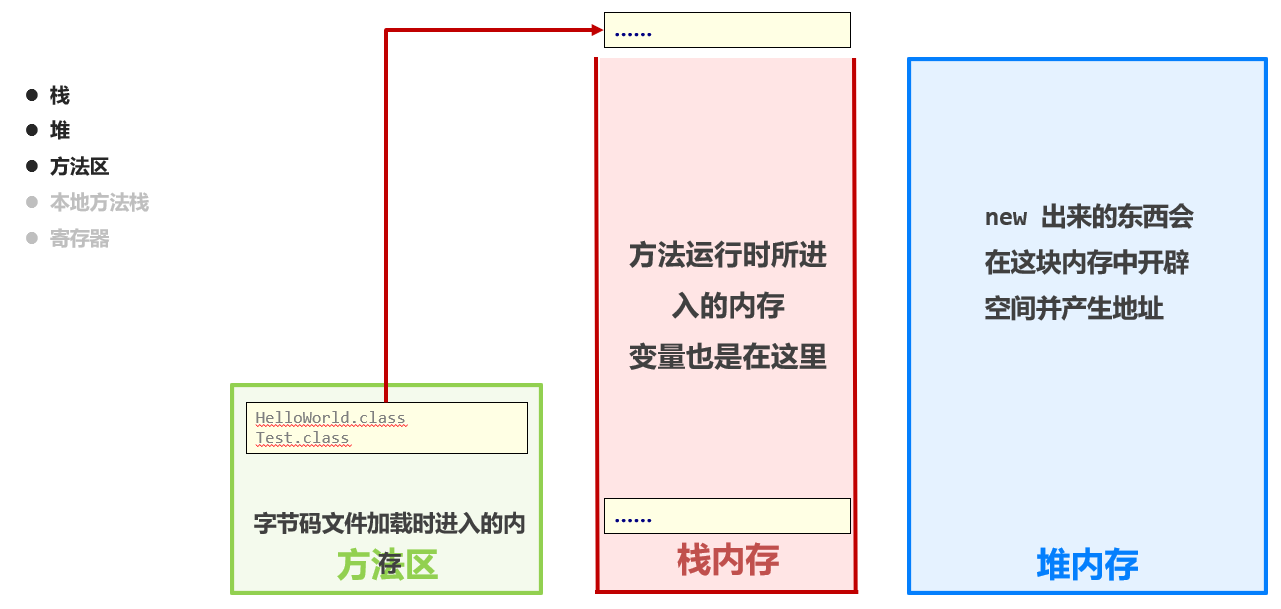 栈
堆
方法区
本地方法栈
寄存器
HelloWorld.class
Test.class
字节码文件加载时进入的内
存
方法区
......
方法运行时所进
入的内存
变量也是在这里
......
栈内存
new 出来的东西会
在这块内存中开辟
空间并产生地址
堆内存